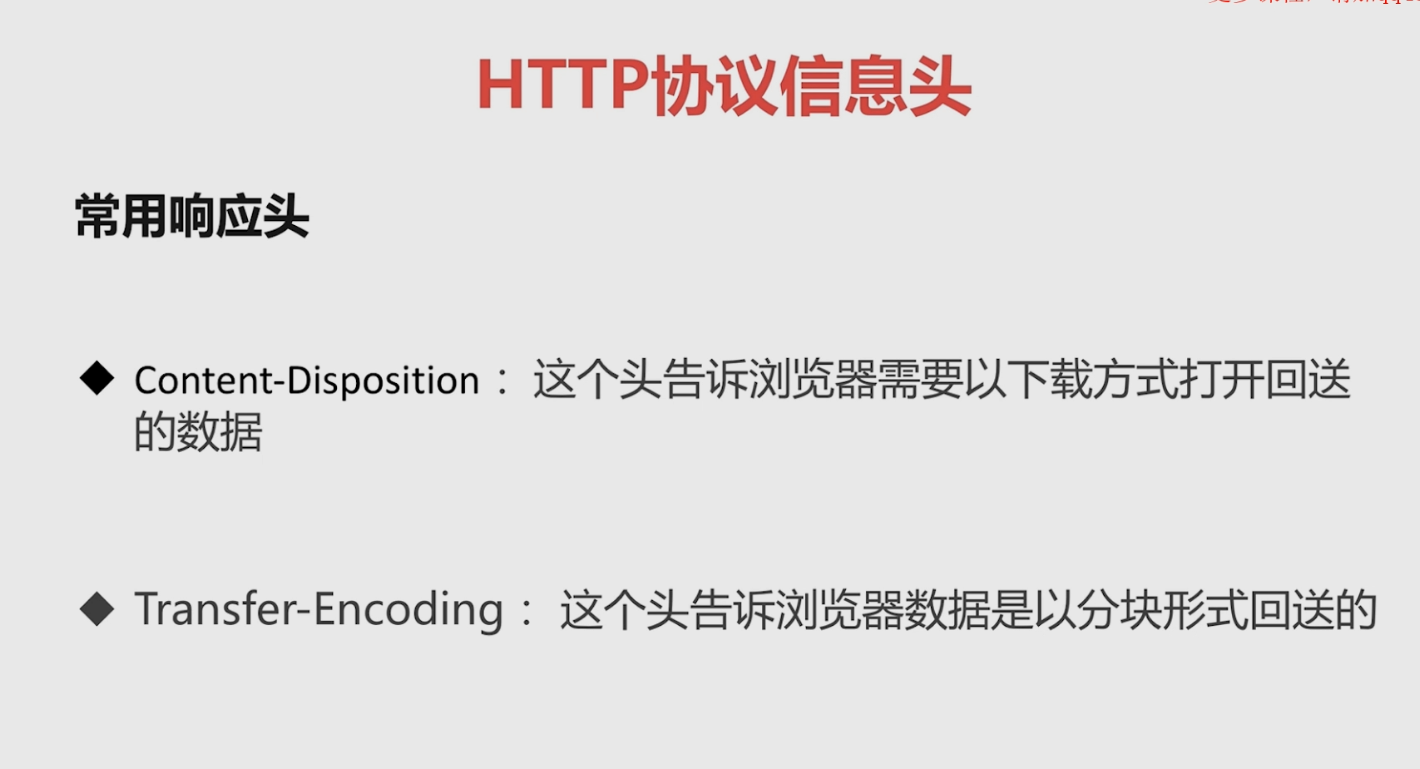 HTTP协议信息头
常用响应头
◆ Content-Disposition： 这个头告诉浏览器需要以下载方式打开回送
的数据
◆ Transfer-Encoding： 这个头告诉浏览器数据是以分块形式回送的